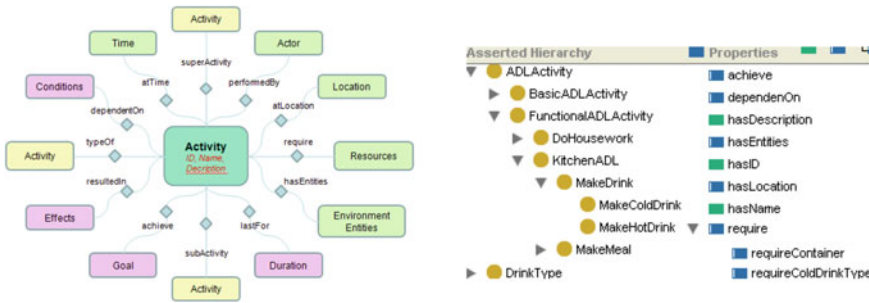 Activity
Time
Actor
superActivity
atTime
performedBy
Conditions
Location
dependentOn
atLocation
Activity
ID, Name,
Decription
typeOf
require
Activity
Resources
resultedIn
hasEntities
Effects
Environment
Entities
achieve
lastFor
subActivity
Goal
Duration
Activity
Asserted Hierarchy
ADLActivity
BasicADLActivity
FunctionalADLActivity
DoHousework
KitchenADL
MakeDrink
MakeColdDrink
MakeHotDrink
MakeMeal
DrinkType
Properties
achieve
dependenOn
hasDescription
hasEntities
hasID
hasLocation
hasName
require
requireContainer
requireColdDrinkType